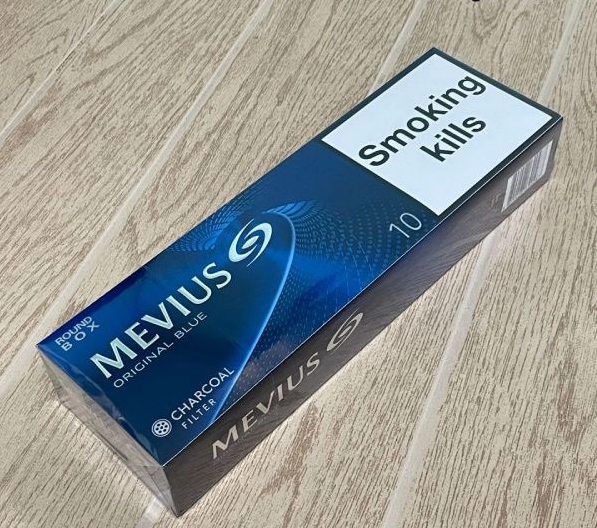 Smoking
kills
10
MEVIUS
ORIGINAL BLUE
ROUND
BOX
CHARCOAL
FILTER
MEVIUS